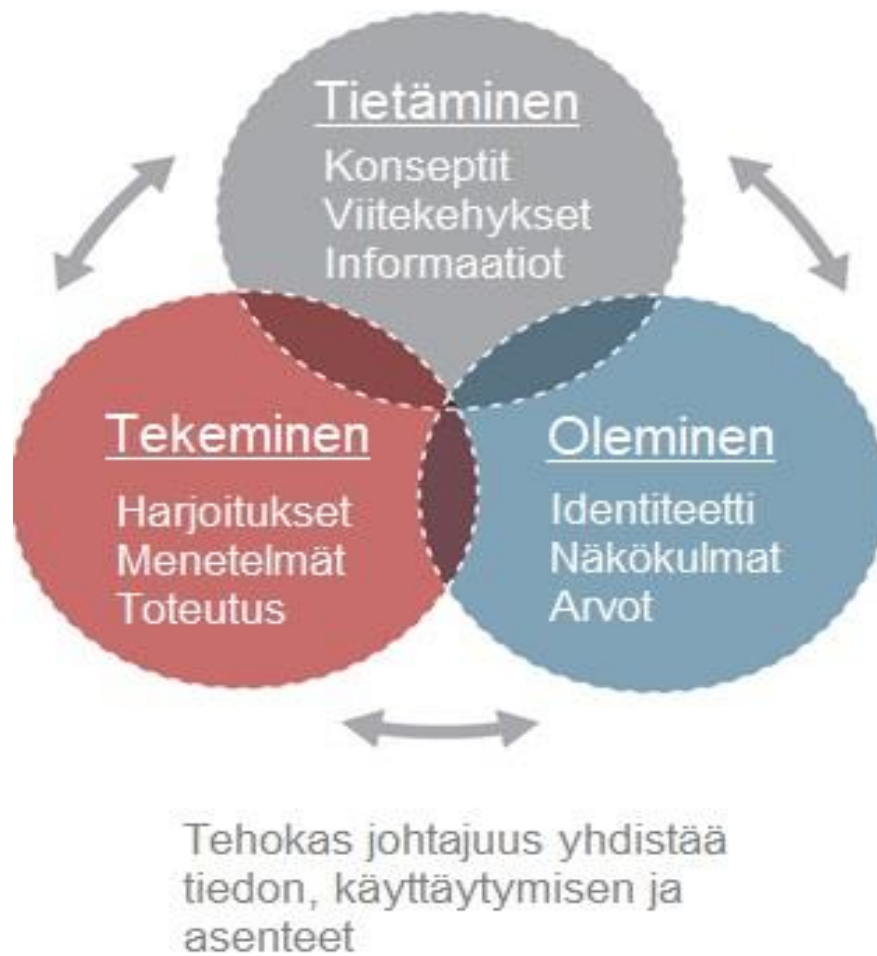 Tietäminen
Konseptit
Viitekehykset
Informaatiot
Tekeminen
Harjoitukset
Menetelmät
Toteutus
Oleminen
Identiteetti
Näkökulmat
Arvot
Tehokas johtajuus yhdistää
tiedon, käyttäytymisen ja
asenteet